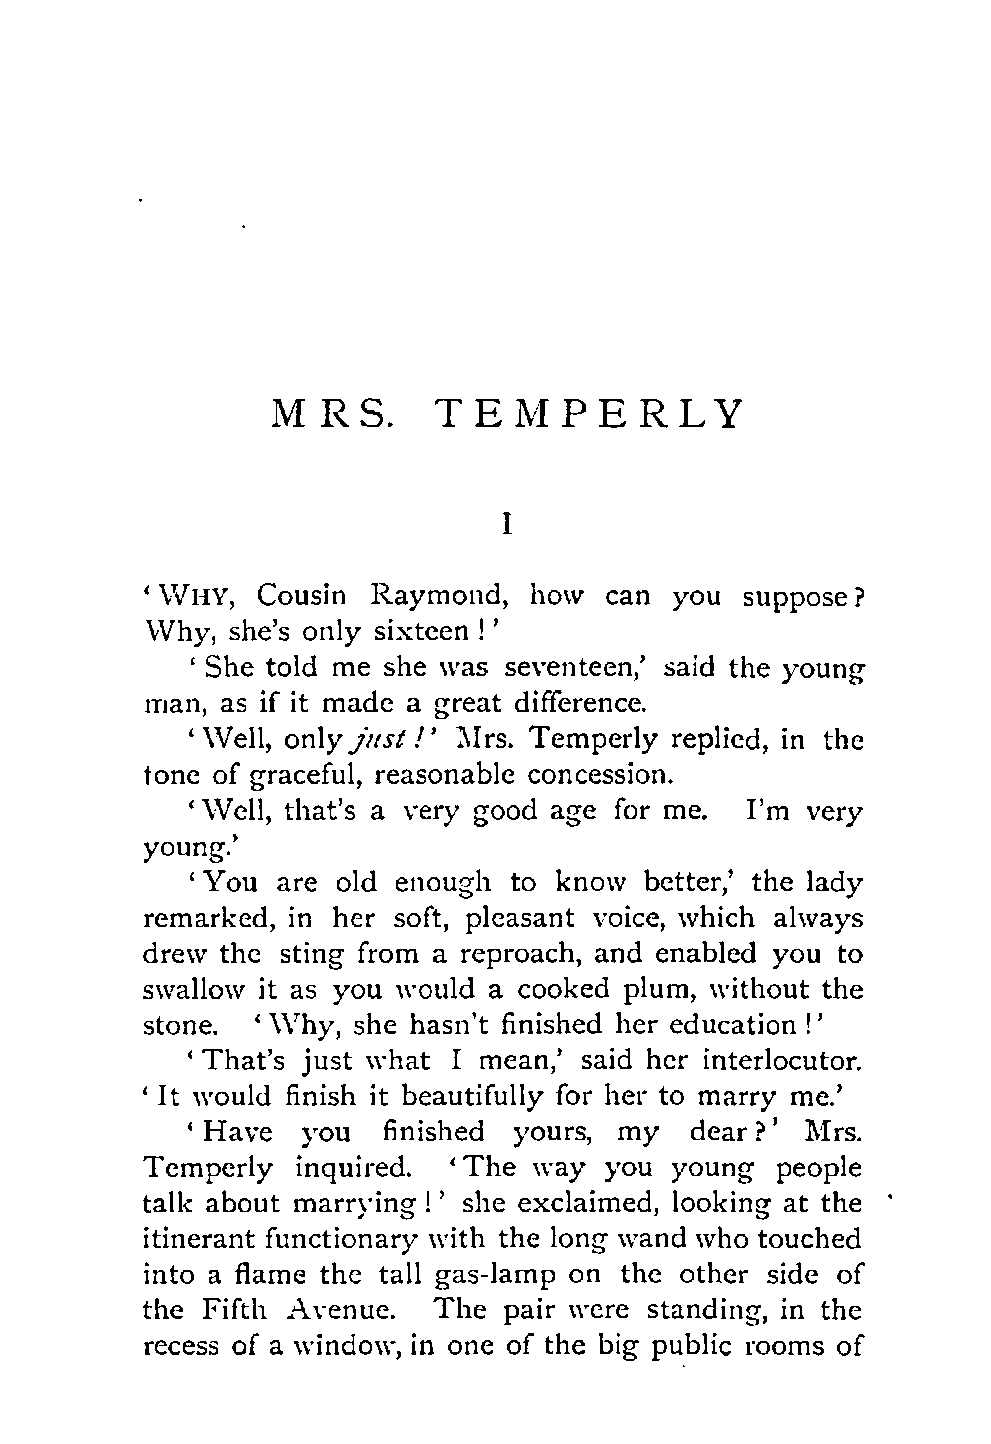 MRS. TEMPERLY
I
‘WHY, Cousin Raymond, how can you suppose?
Why, she's only sixteen!’
‘She told me she was seventeen,’ said the young
man, as if it made a great difference.
‘Well, only just!’ Mrs. Temperly replied, in the
tone of graceful, reasonable concession.
‘Well, that's a very good age for me. I'm very
young.’
‘You are old enough to know better,’ the lady
remarked, in her soft, pleasant voice, which always
drew the sting from a reproach, and enabled you to
swallow it as you would a cooked plum, without the
stone. ‘Why, she hasn't finished her education!’
‘That's just what I mean,’ said her interlocutor.
‘It would finish it beautifully for her to marry me.’
‘Have you finished yours, my dear?’ Mrs.
Temperly inquired. ‘The way you young people
talk about marrying!’ she exclaimed, looking at the
itinerant functionary with the long wand who touched
into a flame the tall gas-lamp on the other side of
the Fifth Avenue. The pair were standing, in the
recess of a window, in one of the big public rooms of